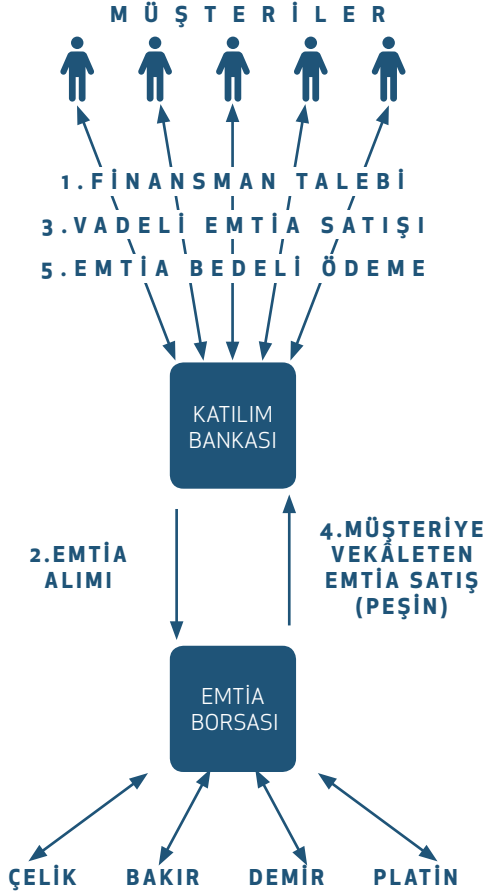 MÜŞTERİLER
1.FİNANSMAN TALEBİ
3.VADELİ EMTİA SATIŞI
5.EMTİA BEDELİ ÖDEME
KATILIM
BANKASI
2.EMTİA
ALIMI
4.MÜŞTERİYE
VEKÂLETEN
EMTİA SATIŞ
(PEŞİN)
EMTİA
BORSASI
ÇELİK BAKIR DEMİR PLATİN